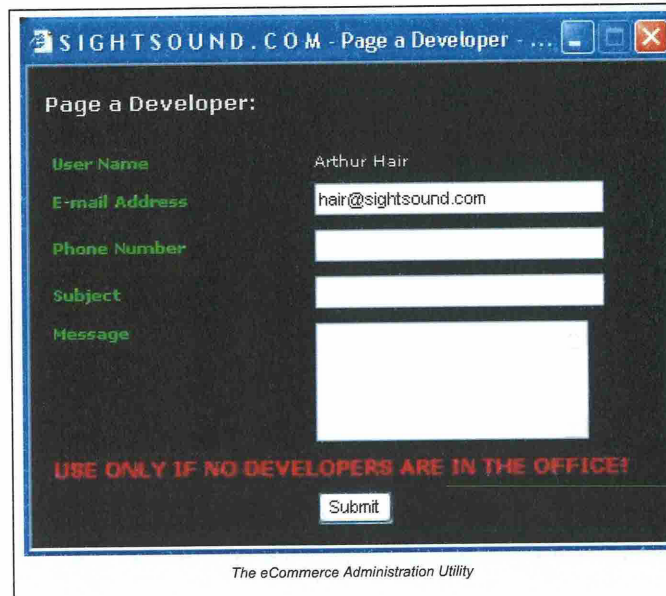 SIGHTSOUND.COM - Page a Developer - ...
Page a Developer:
User Name Arthur Hair
E-mail Address hair@sightsound.com
Phone Number
Subject
Message
USE ONLY IF NO DEVELOPERS ARE IN THE OFFICE!
Submit
The eCommerce Administration Utility